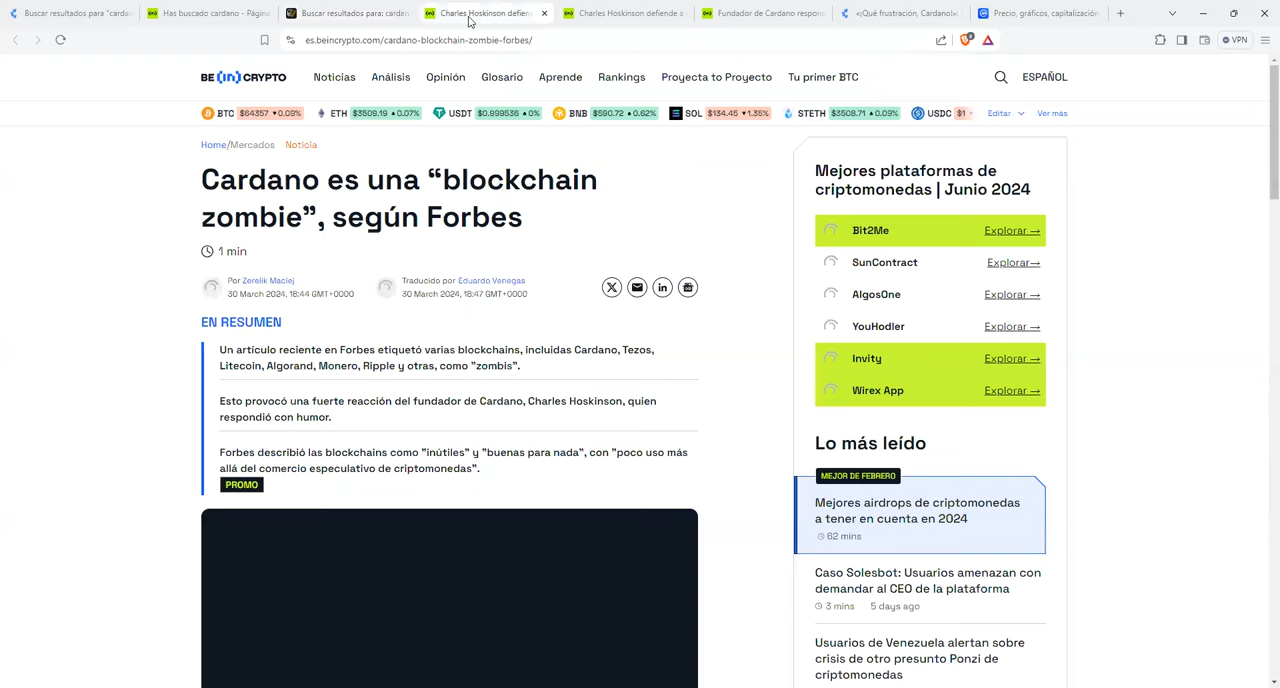 Buscar resultados para "cardan
Has buscado cardano - Página
Buscar resultados para: cardano
Charles Hoskinson defiend
Charles Hoskinson defiende a
Fundador de Cardano respon
«¡Qué frustración, Cardano!«
Precio, gráficos, capitalización
es.beincrypto.com/cardano-blockchain-zombie-forbes/
VPN
BE[IN]CRYPTO
Noticias Análisis Opinión Glosario Aprende Rankings Proyecta to Proyecto Tu primer BTC
ESPAÑOL
BTC $64357 ▾0.09% ETH $3509.19 ▴0.07% USDT $0.999536 ▴0% BNB $590.72 ▴0.62% SOL $134.45 ▾1.35% STETH $3508.71 ▴0.09% USDC $1 Editar Ver más
Home/Mercados Noticia
Cardano es una “blockchain
zombie”, según Forbes
1 min
Por Zerelik Maciej
30 March 2024, 18:44 GMT+0000
Traducido por Eduardo Venegas
30 March 2024, 18:47 GMT+0000
EN RESUMEN
Un artículo reciente en Forbes etiquetó varias blockchains, incluidas Cardano, Tezos,
Litecoin, Algorand, Monero, Ripple y otras, como "zombis".
Esto provocó una fuerte reacción del fundador de Cardano, Charles Hoskinson, quien
respondió con humor.
Forbes describió las blockchains como "inútiles" y "buenas para nada", con "poco uso más
allá del comercio especulativo de criptomonedas".
PROMO
Mejores plataformas de
criptomonedas | Junio 2024
Bit2Me Explorar →
SunContract Explorar→
AlgosOne Explorar →
YouHodler Explorar →
Invity Explorar →
Wirex App Explorar →
Lo más leído
MEJOR DE FEBRERO
Mejores airdrops de criptomonedas
a tener en cuenta en 2024
62 mins
Caso Solesbot: Usuarios amenazan con
demandar al CEO de la plataforma
3 mins 5 days ago
Usuarios de Venezuela alertan sobre
crisis de otro presunto Ponzi de
criptomonedas